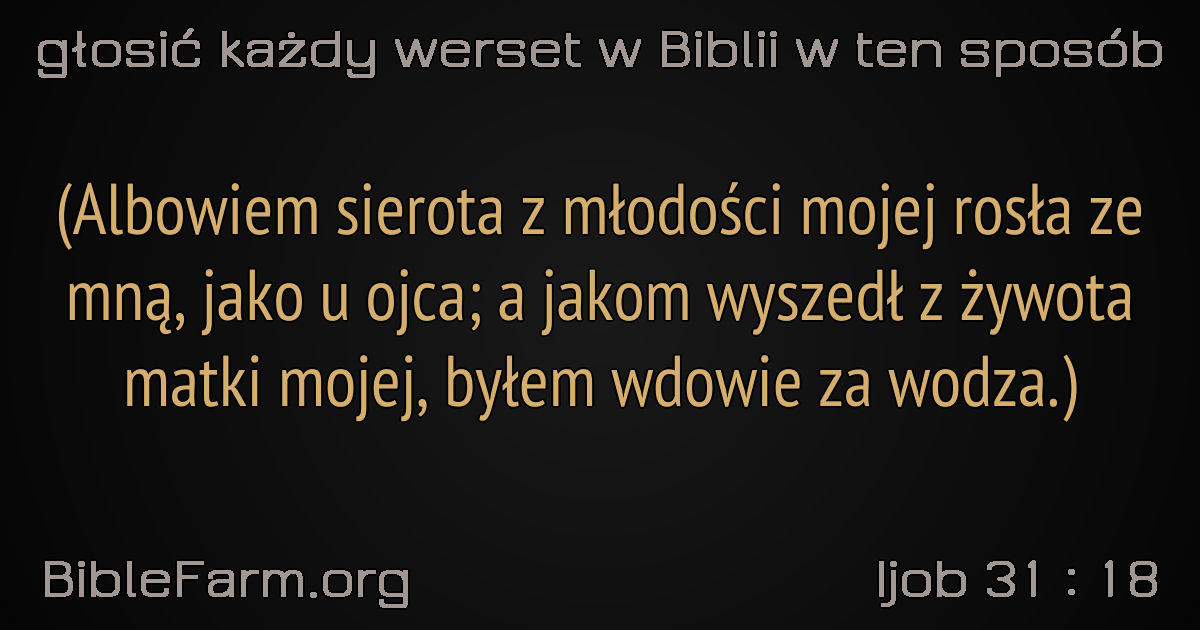 głosić każdy werset w Biblii w ten sposób
(Albowiem sierota z młodości mojej rosła ze
mną, jako u ojca; a jakom wyszedł z żywota
matki mojej, byłem wdowie za wodza.)
BibleFarm.org
Ijob 31 : 18